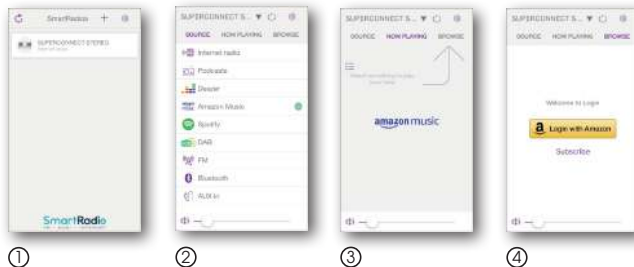 SmartRadios +
SUPERCONNECT STEREO
①
SUPERCONNECT S... ▼
SOURCE NOW PLAYING BROWSE
Internet radio
Podcasts
Deezer
Amazon Music
Spotify
DAB
FM
Bluetooth
AUX in
②
SUPERCONNECT S... ▼
SOURCE NOW PLAYING BROWSE
amazon music
③
SUPERCONNECT S... ▼
SOURCE NOW PLAYING BROWSE
Welcome to Login
Login with Amazon
Subscribe
④
SmartRadio